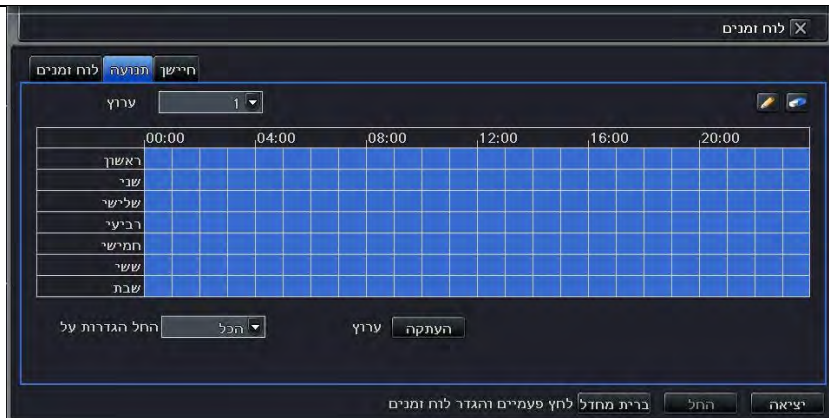 לוח זמנים
לוח זמנים תנועה חיישן
ערוץ 1
00:00 04:00 08:00 12:00 16:00 20:00
ראשון
שני
שלישי
רביעי
חמישי
שישי
שבת
החל הגדרות על הכל ערוץ העתקה
לחץ פעמיים והגדר לוח זמנים ברית מחדל החל יציאה